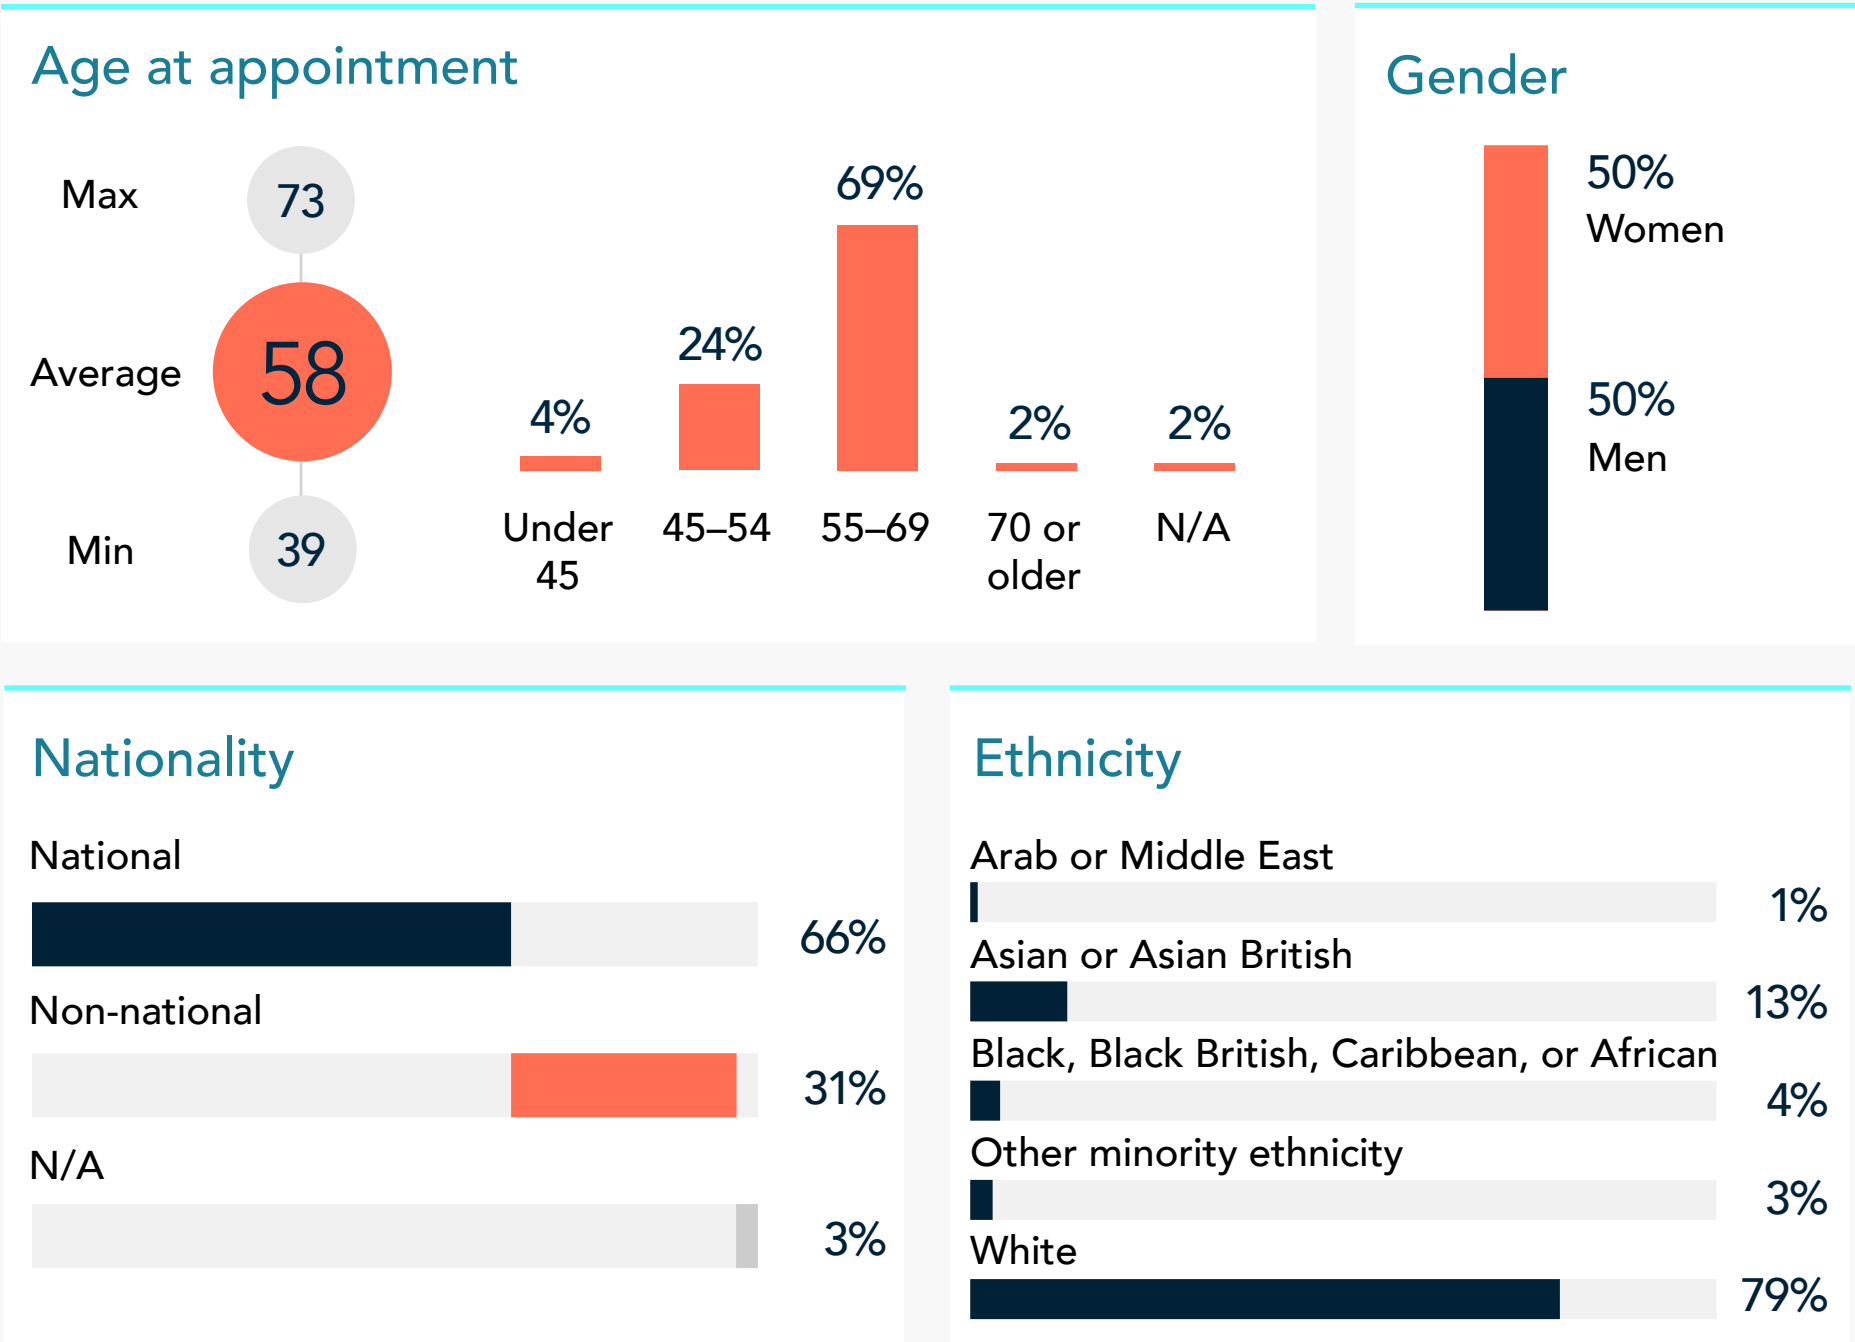 Age at appointment
Max
73
Average
58
Min
39
4%
24%
69%
2%
2%
Under
45
45–54
55–69
70 or
older
N/A
Gender
50%
Women
50%
Men
Nationality
National
66%
Non-national
31%
N/A
3%
Ethnicity
Arab or Middle East
1%
Asian or Asian British
13%
Black, Black British, Caribbean, or African
4%
Other minority ethnicity
3%
White
79%